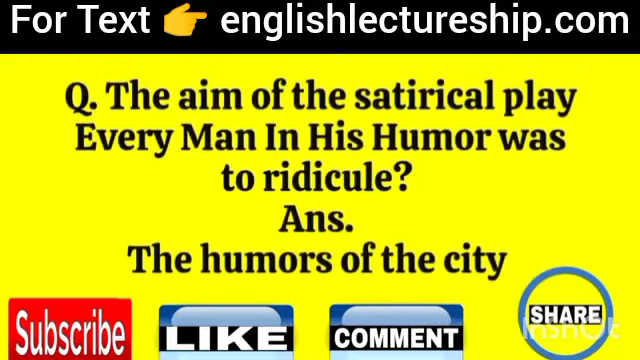 For Text 👉 englishlectureship.com
Q. The aim of the satirical play
Every Man In His Humor was
to ridicule?
Ans.
The humors of the city
Subscribe
LIKE
COMMENT
SHARE
InShOt